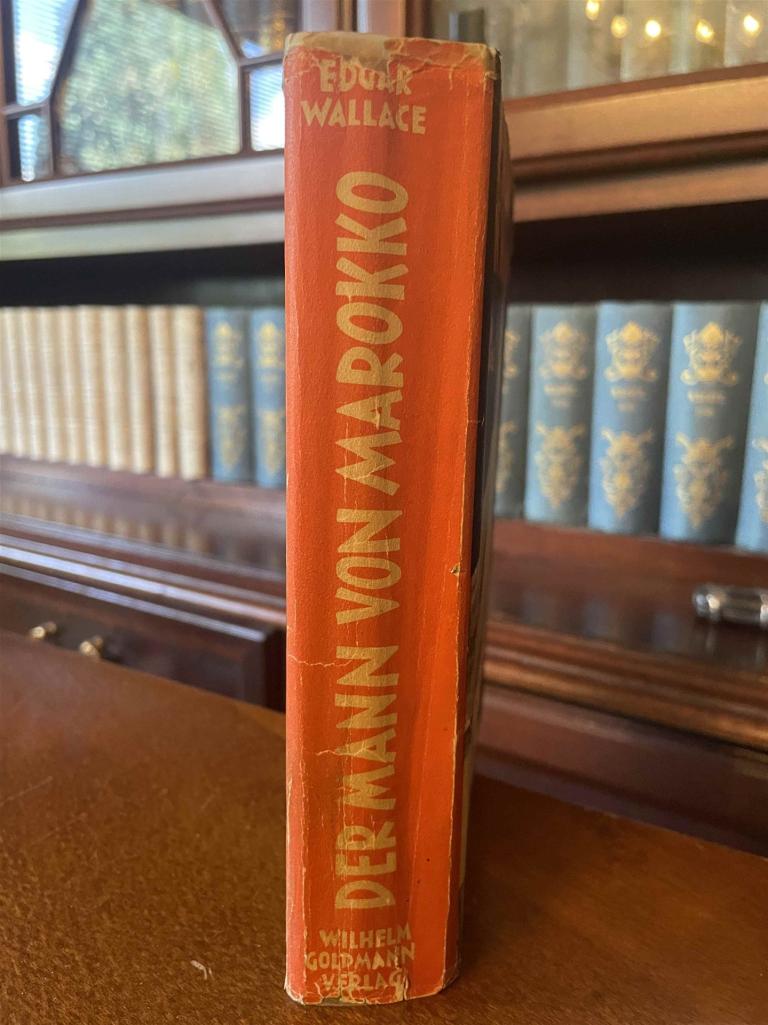 EDGAR
WALLACE
DER MANN VON MAROKKO
WILHELM
GOLDMANN
VERLAG